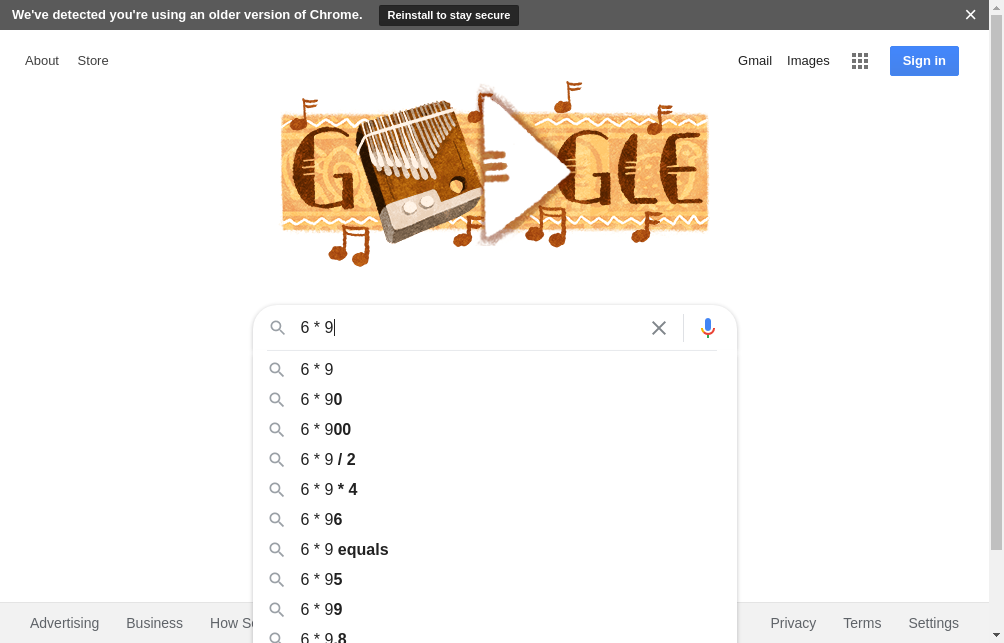 We've detected you're using an older version of Chrome. Reinstall to stay secure
About Store Gmail Images Sign in
G GLE
6 * 9
6 * 9
6 * 90
6 * 900
6 * 9 / 2
6 * 9 * 4
6 * 96
6 * 9 equals
6 * 95
6 * 99
6 * 9.8
Advertising Business How Privacy Terms Settings